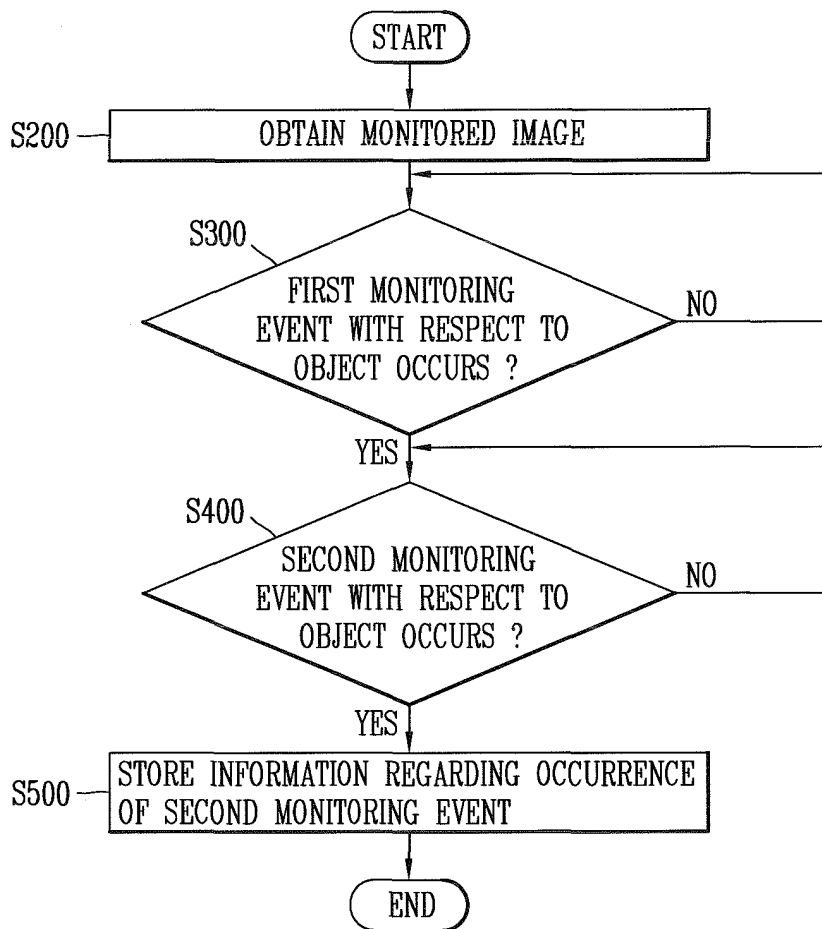 START
S200
OBTAIN MONITORED IMAGE
S300
FIRST MONITORING
EVENT WITH RESPECT TO
OBJECT OCCURS ?
NO
YES
S400
SECOND MONITORING
EVENT WITH RESPECT TO
OBJECT OCCURS ?
NO
YES
S500
STORE INFORMATION REGARDING OCCURRENCE
OF SECOND MONITORING EVENT
END